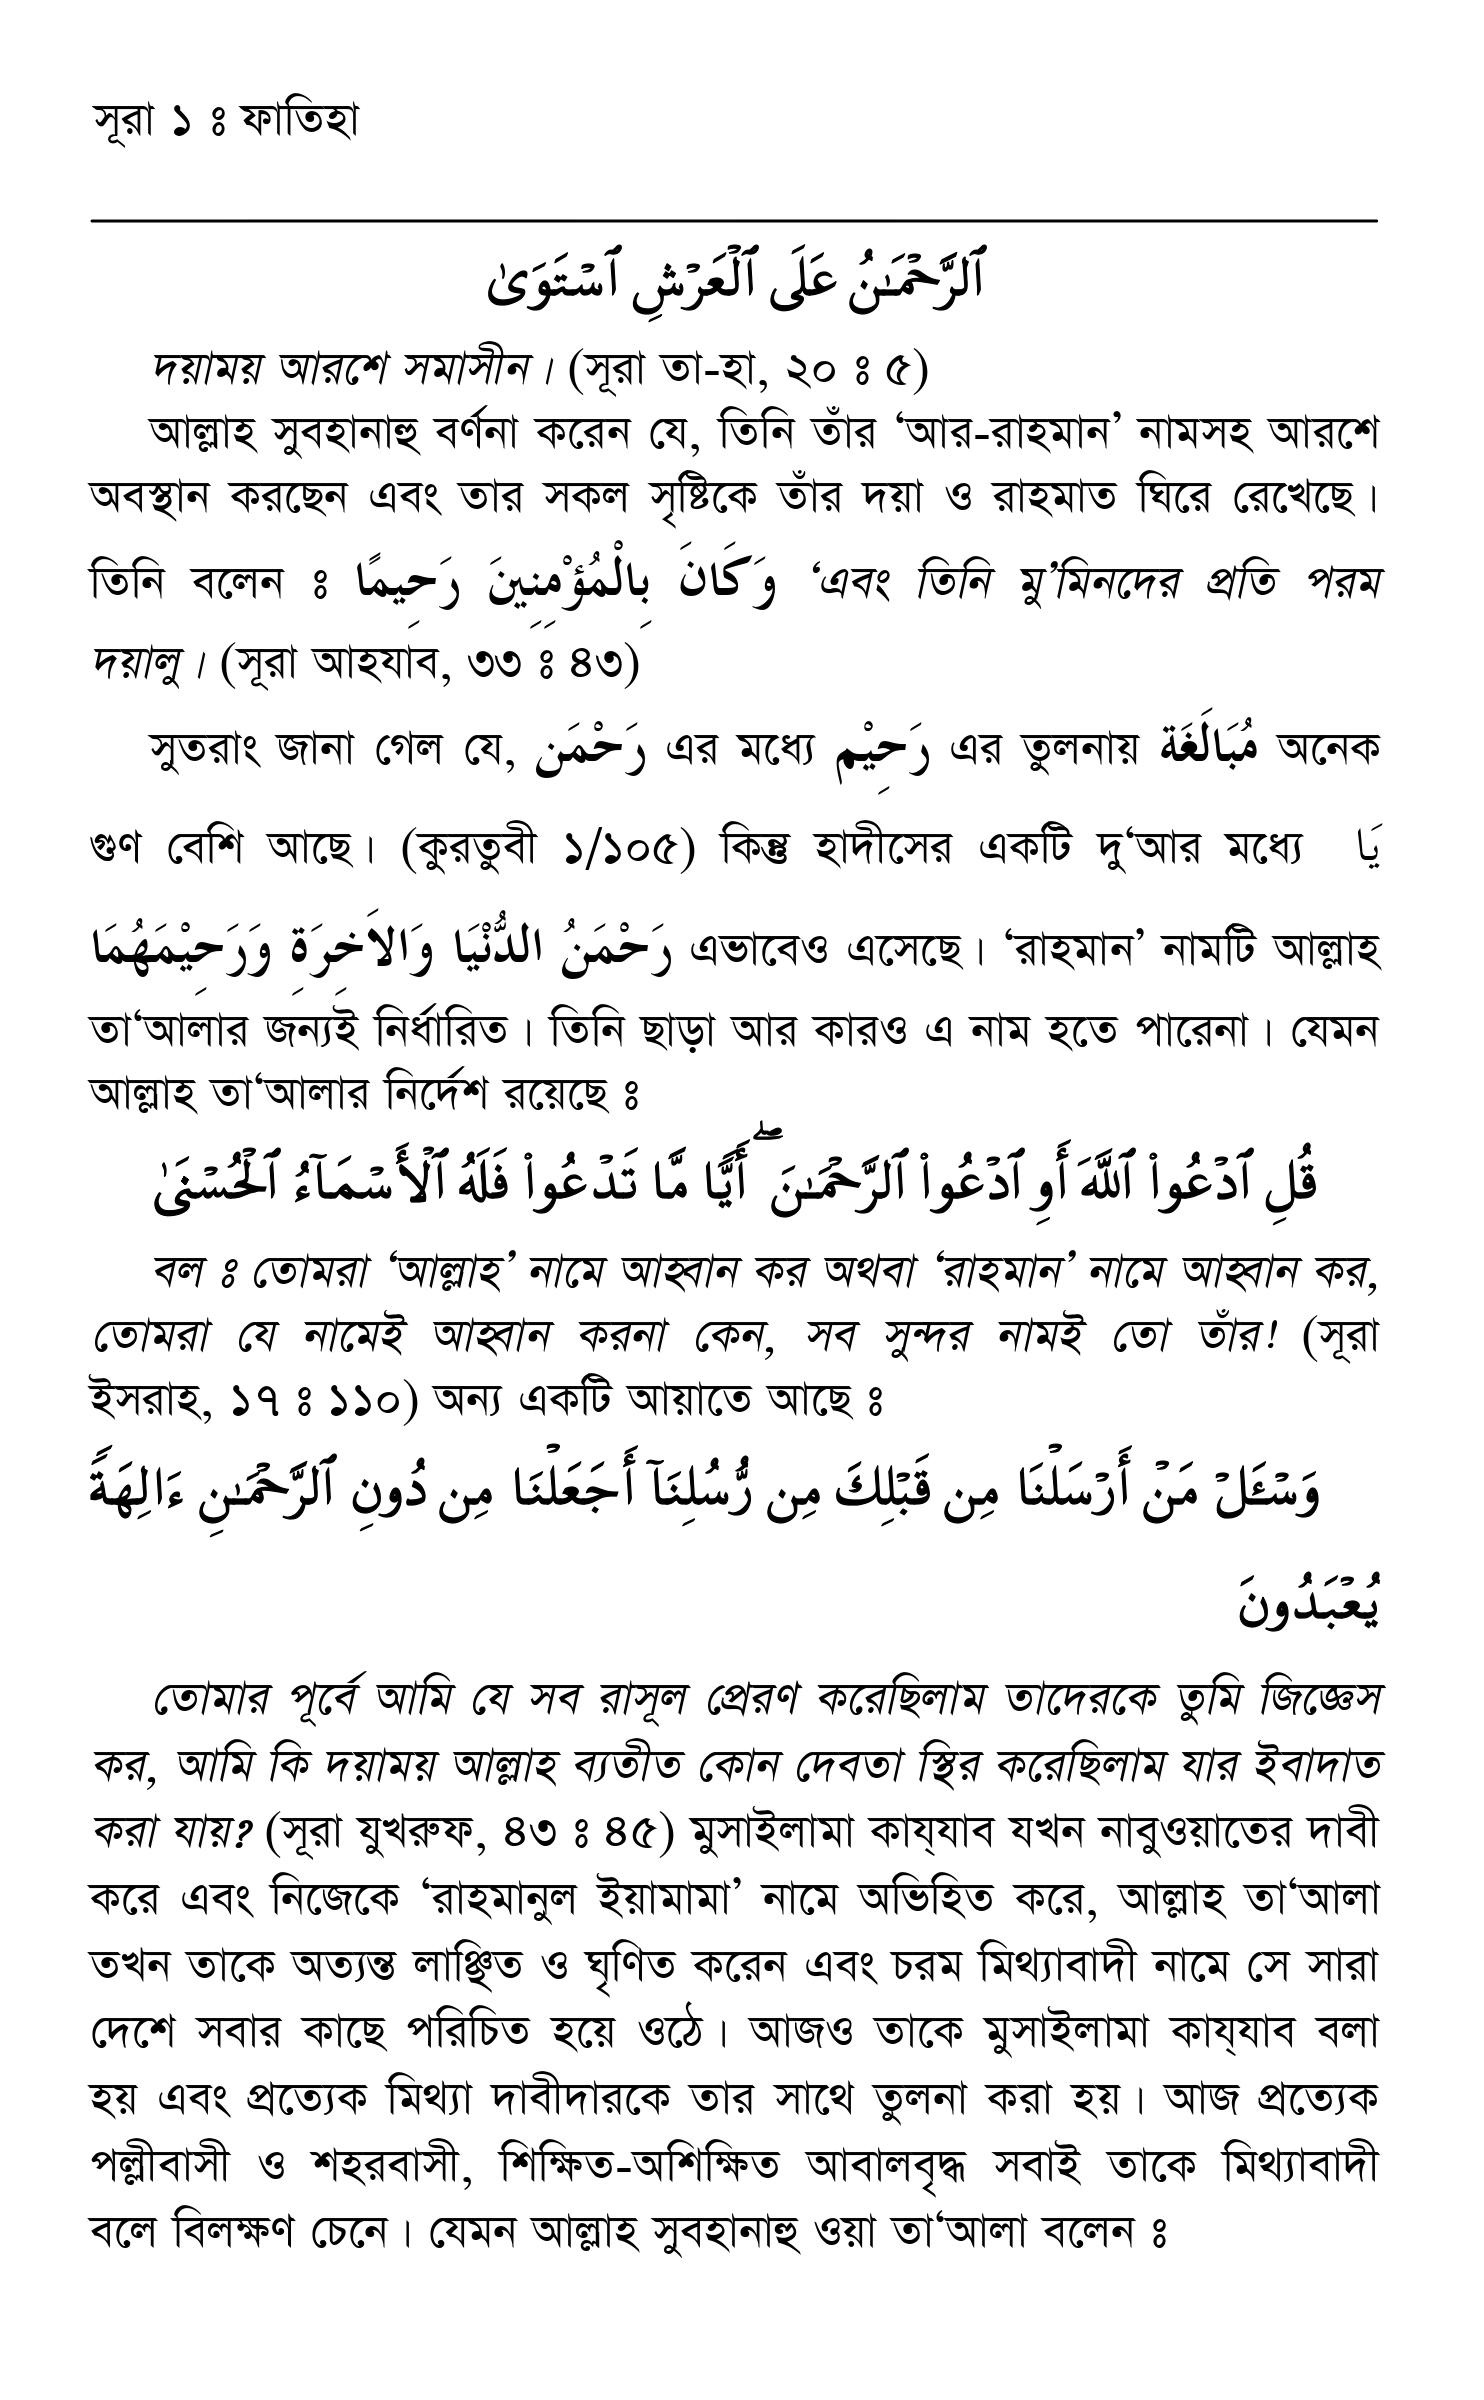 সূরা ১ ঃ ফাতিহা
ٱلرَّحْمَـٰنُ عَلَى ٱلْعَرْشِ ٱسْتَوَىٰ
দয়াময় আরশে সমাসীন। (সূরা তা-হা, ২০ ঃ ৫)
আল্লাহ সুবহানাহু বর্ণনা করেন যে, তিনি তাঁর ‘আর-রাহমান’ নামসহ আরশে
অবস্থান করছেন এবং তার সকল সৃষ্টিকে তাঁর দয়া ও রাহমাত ঘিরে রেখেছে।
তিনি বলেন ঃ وَكَانَ بِالْمُؤْمِنِينَ رَحِيمًا ‘এবং তিনি মু’মিনদের প্রতি পরম
দয়ালু। (সূরা আহযাব, ৩৩ ঃ ৪৩)
সুতরাং জানা গেল যে, رَحْمَن এর মধ্যে رَحِيْم এর তুলনায় مُبَالَغَة অনেক
গুণ বেশি আছে। (কুরতুবী ১/১০৫) কিন্তু হাদীসের একটি দু‘আর মধ্যে يَا
رَحْمَنُ الدُّنْيَا وَالاَخِرَةِ وَرَحِيْمَهُمَا এভাবেও এসেছে। ‘রাহমান’ নামটি আল্লাহ
তা‘আলার জন্যই নির্ধারিত। তিনি ছাড়া আর কারও এ নাম হতে পারেনা। যেমন
আল্লাহ তা‘আলার নির্দেশ রয়েছে ঃ
قُلِ ٱدْعُوا۟ ٱللَّهَ أَوِ ٱدْعُوا۟ ٱلرَّحْمَـٰنَ ۖ أَيًّا مَّا تَدْعُوا۟ فَلَهُ ٱلْأَسْمَآءُ ٱلْحُسْنَىٰ
বল ঃ তোমরা ‘আল্লাহ’ নামে আহ্বান কর অথবা ‘রাহমান’ নামে আহ্বান কর,
তোমরা যে নামেই আহ্বান করনা কেন, সব সুন্দর নামই তো তাঁর! (সূরা
ইসরাহ, ১৭ ঃ ১১০) অন্য একটি আয়াতে আছে ঃ
وَسْـَٔلْ مَنْ أَرْسَلْنَا مِن قَبْلِكَ مِن رُّسُلِنَآ أَجَعَلْنَا مِن دُونِ ٱلرَّحْمَـٰنِ ءَالِهَةً
يُعْبَدُونَ
তোমার পূর্বে আমি যে সব রাসূল প্রেরণ করেছিলাম তাদেরকে তুমি জিজ্ঞেস
কর, আমি কি দয়াময় আল্লাহ ব্যতীত কোন দেবতা স্থির করেছিলাম যার ইবাদাত
করা যায়? (সূরা যুখরুফ, ৪৩ ঃ ৪৫) মুসাইলামা কায্‌যাব যখন নাবুওয়াতের দাবী
করে এবং নিজেকে ‘রাহমানুল ইয়ামামা’ নামে অভিহিত করে, আল্লাহ তা‘আলা
তখন তাকে অত্যন্ত লাঞ্ছিত ও ঘৃণিত করেন এবং চরম মিথ্যাবাদী নামে সে সারা
দেশে সবার কাছে পরিচিত হয়ে ওঠে। আজও তাকে মুসাইলামা কায্‌যাব বলা
হয় এবং প্রত্যেক মিথ্যা দাবীদারকে তার সাথে তুলনা করা হয়। আজ প্রত্যেক
পল্লীবাসী ও শহরবাসী, শিক্ষিত-অশিক্ষিত আবালবৃদ্ধ সবাই তাকে মিথ্যাবাদী
বলে বিলক্ষণ চেনে। যেমন আল্লাহ সুবহানাহু ওয়া তা‘আলা বলেন ঃ